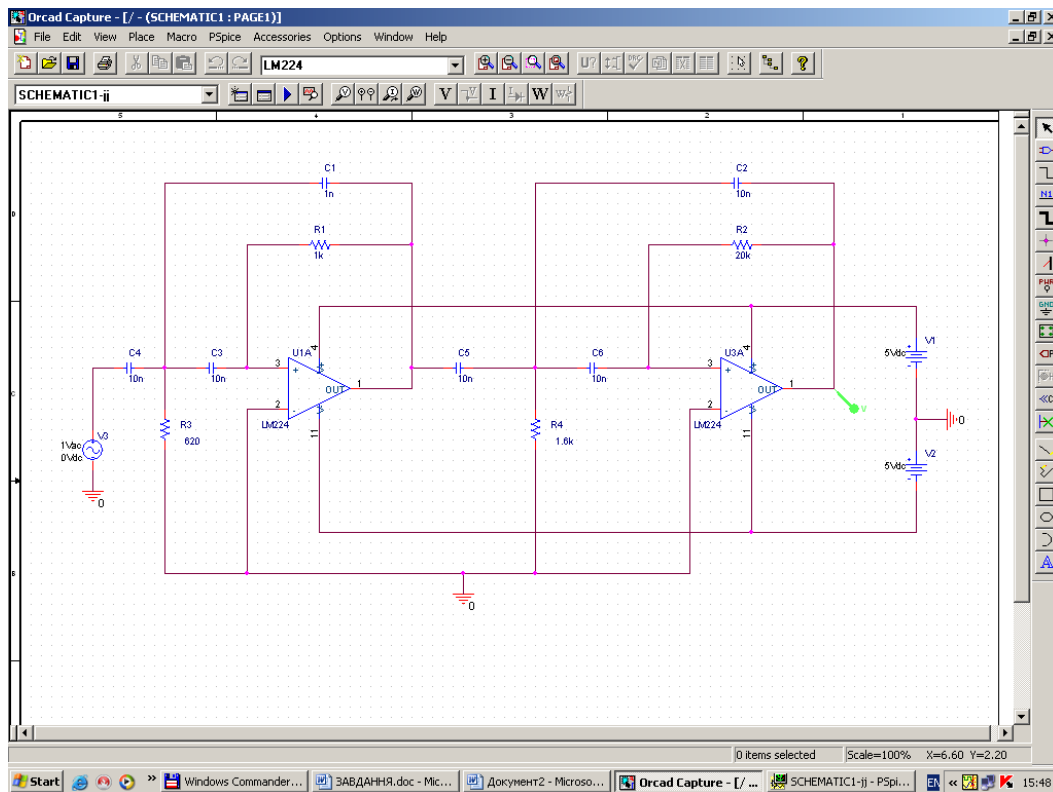 Orcad Capture - [/ - (SCHEMATIC1 : PAGE1)]
File Edit View Place Macro PSpice Accessories Options Window Help
LM224
U?
SCHEMATIC1-jj
V I W
5 4 3 2 1
D
C
B
C1
1n
C2
10n
R1
1k
R2
20k
C4
10n
C3
10n
U1A
4
3
+
2
-
OUT
1
LM224
11
C5
10n
C6
10n
U3A
4
3
+
2
-
OUT
1
LM224
11
V1
5Vdc
+
-
0
V2
5Vdc
+
-
V3
1Vac
0Vdc
0
R3
620
R4
1.6k
V
0
N1
PWR
GND
A
0 items selected Scale=100% X=6.60 Y=2.20
Start » Windows Commander... ЗАВДАННЯ.doc - Mic... Документ2 - Microso... Orcad Capture - [/ ... SCHEMATIC1-jj - PSpi... EN « 15:48